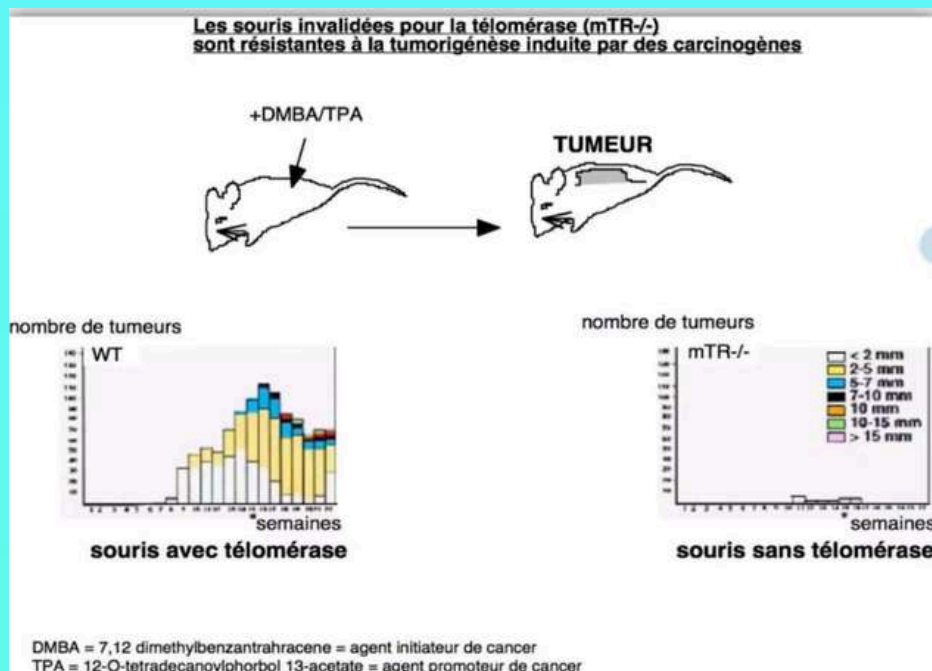 Les souris invalidées pour la télomérase (mTR-/-)
sont résistantes à la tumorigénèse induite par des carcinogènes
+DMBA/TPA
TUMEUR
nombre de tumeurs
WT
semaines
souris avec télomérase
nombre de tumeurs
mTR-/-
< 2 mm
2-5 mm
5-7 mm
7-10 mm
10 mm
10-15 mm
> 15 mm
semaines
souris sans télomérase
DMBA = 7,12 dimethylbenzantrahracene = agent initiateur de cancer
TPA = 12-O-tetradecanoylphorbol 13-acetate = agent promoteur de cancer